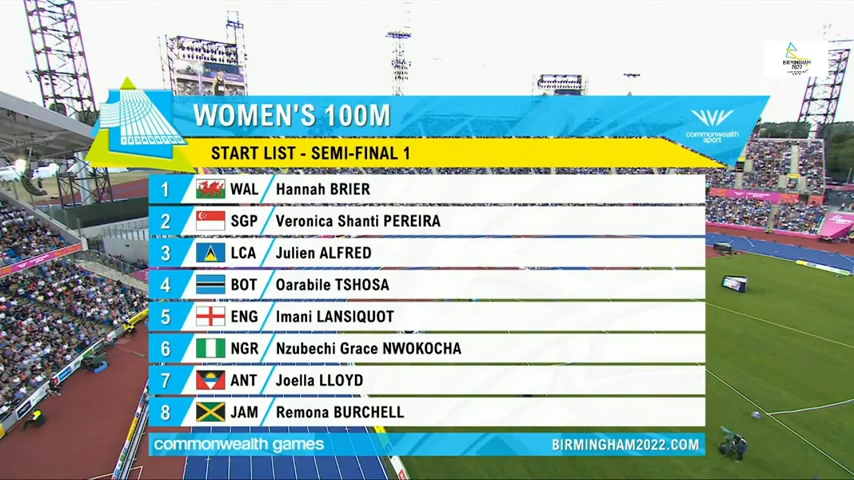 BIRMINGHAM
2022
WOMEN'S 100M
commonwealth
sport
START LIST - SEMI-FINAL 1
1 WAL Hannah BRIER
2 SGP Veronica Shanti PEREIRA
3 LCA Julien ALFRED
4 BOT Oarabile TSHOSA
5 ENG Imani LANSIQUOT
6 NGR Nzubechi Grace NWOKOCHA
7 ANT Joella LLOYD
8 JAM Remona BURCHELL
commonwealth games
BIRMINGHAM2022.COM